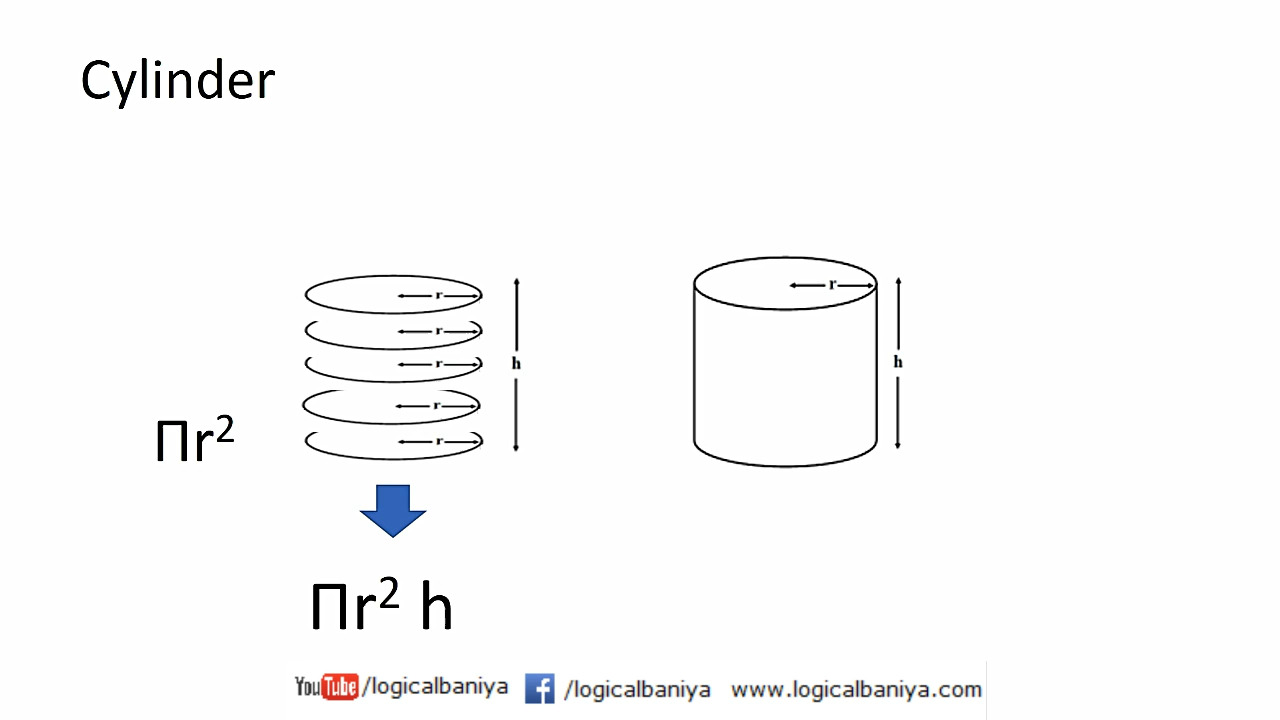 Cylinder
r
r
r
r
r
h
r
h
Πr²
Πr² h
YouTube /logicalbaniya /logicalbaniya www.logicalbaniya.com